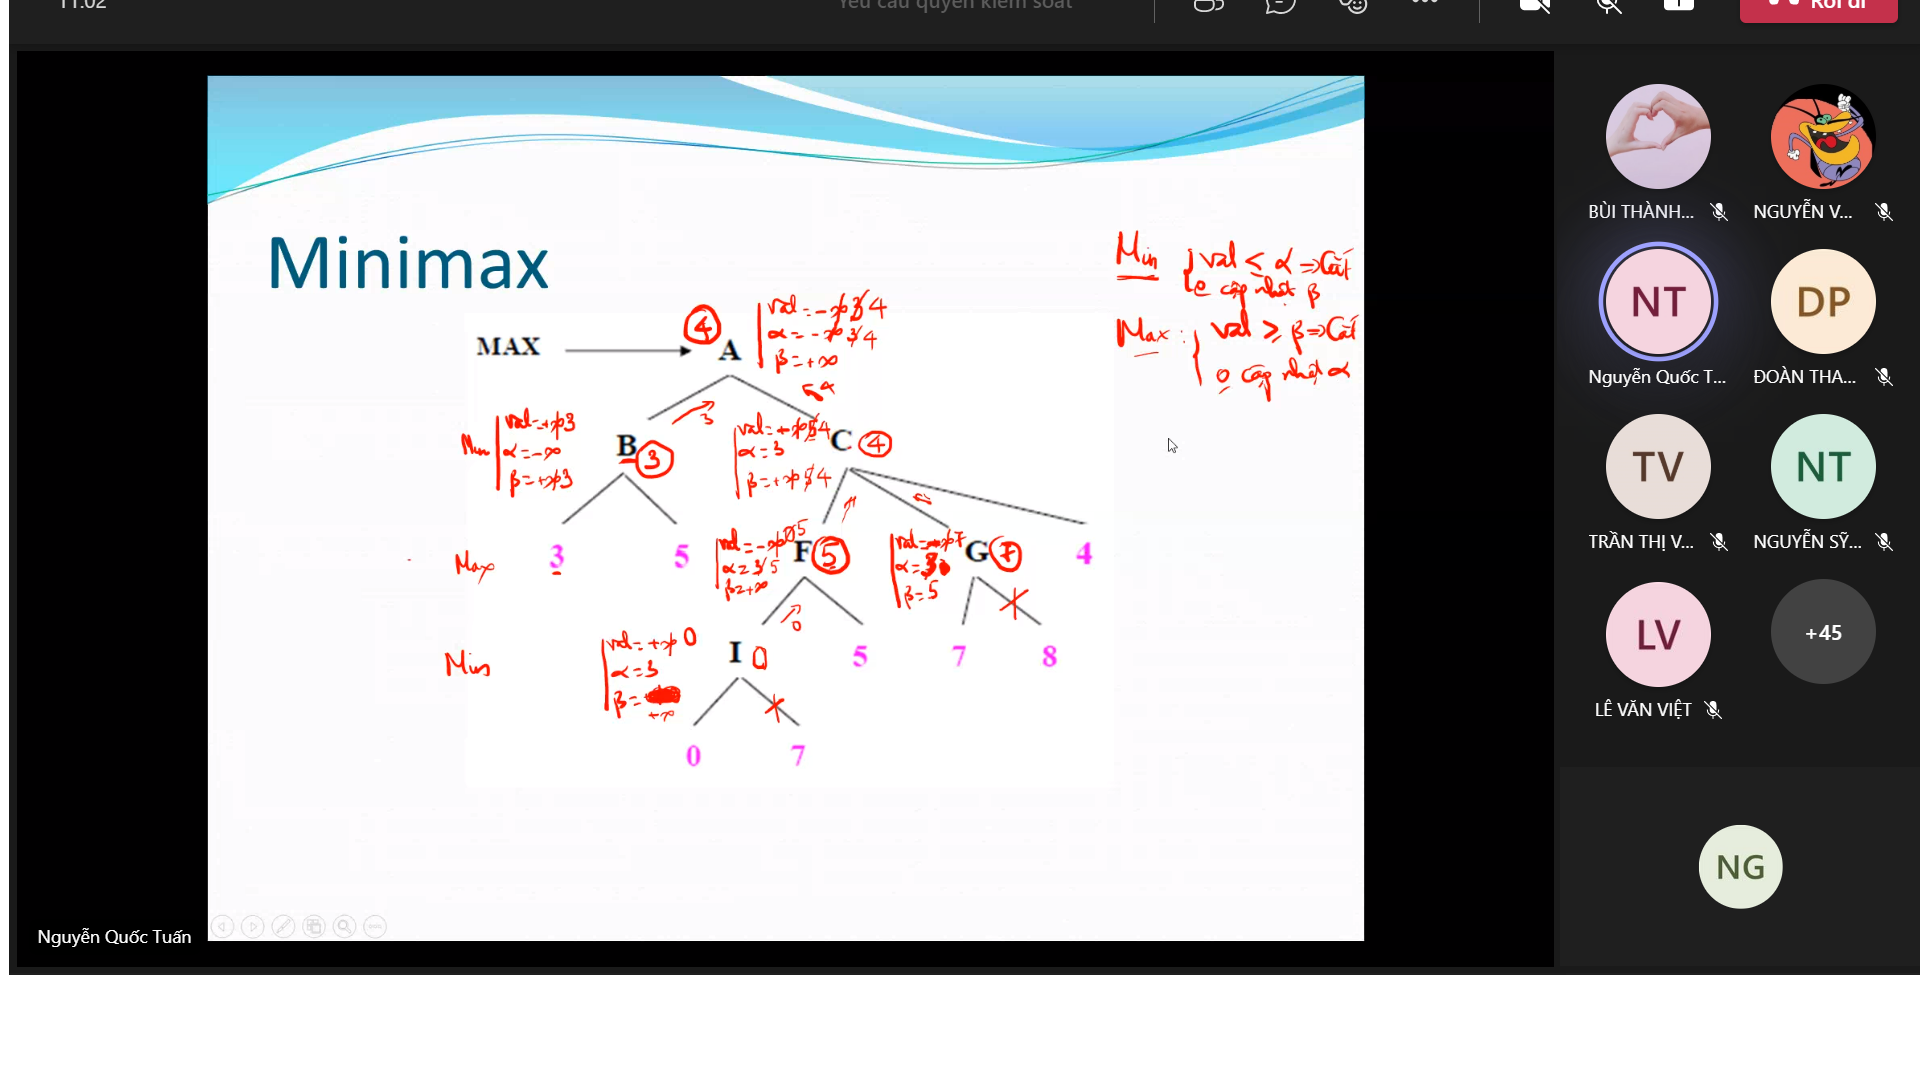 11:02
Yêu cầu quyền kiểm soát
Rời đi
Minimax
MAX
A
4
val = -∞ 3 4
α = -∞ 3 4
β = +∞
4
Min
val = +∞ 3
α = -∞
β = +∞ 3
B
3
3
val = +∞ 5 4
α = 3
β = +∞ 5 4
C
4
Max
3
5
val = -∞ 0 5
α = 3 5
β = +∞
F
5
val = -∞ 7
α = 3
β = 5
G
7
4
Min
val = +∞ 0
α = 3
β =
+∞
I
0
0
5
7
8
0
7
Min
val ≤ α => Cắt
cập nhật β
Max :
val ≥ β => Cắt
cập nhật α
Nguyễn Quốc Tuấn
BÙI THÀNH...
NGUYỄN V...
NT
Nguyễn Quốc T...
DP
ĐOÀN THA...
TV
TRẦN THỊ V...
NT
NGUYỄN SỸ...
LV
LÊ VĂN VIỆT
+45
NG